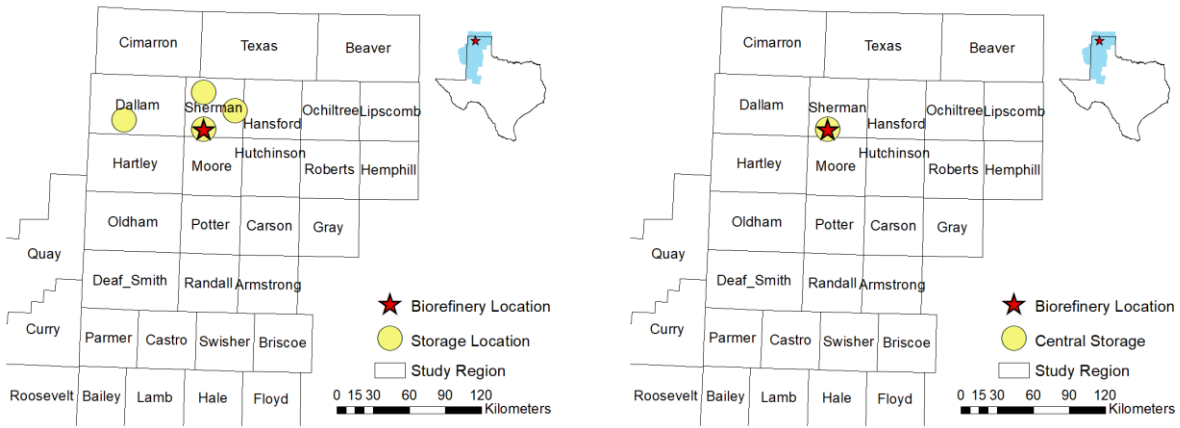 Cimarron Texas Beaver
Dallam Sherman Hansford Ochiltree Lipscomb
Hartley Moore Hutchinson Roberts Hemphill
Oldham Potter Carson Gray
Quay
Deaf_Smith Randall Armstrong
Curry Parmer Castro Swisher Briscoe
Roosevelt Bailey Lamb Hale Floyd
Biorefinery Location
Storage Location
Study Region
0 15 30 60 90 120
Kilometers
Cimarron Texas Beaver
Dallam Sherman Hansford Ochiltree Lipscomb
Hartley Moore Hutchinson Roberts Hemphill
Oldham Potter Carson Gray
Quay
Deaf_Smith Randall Armstrong
Curry Parmer Castro Swisher Briscoe
Roosevelt Bailey Lamb Hale Floyd
Biorefinery Location
Central Storage
Study Region
0 15 30 60 90 120
Kilometers